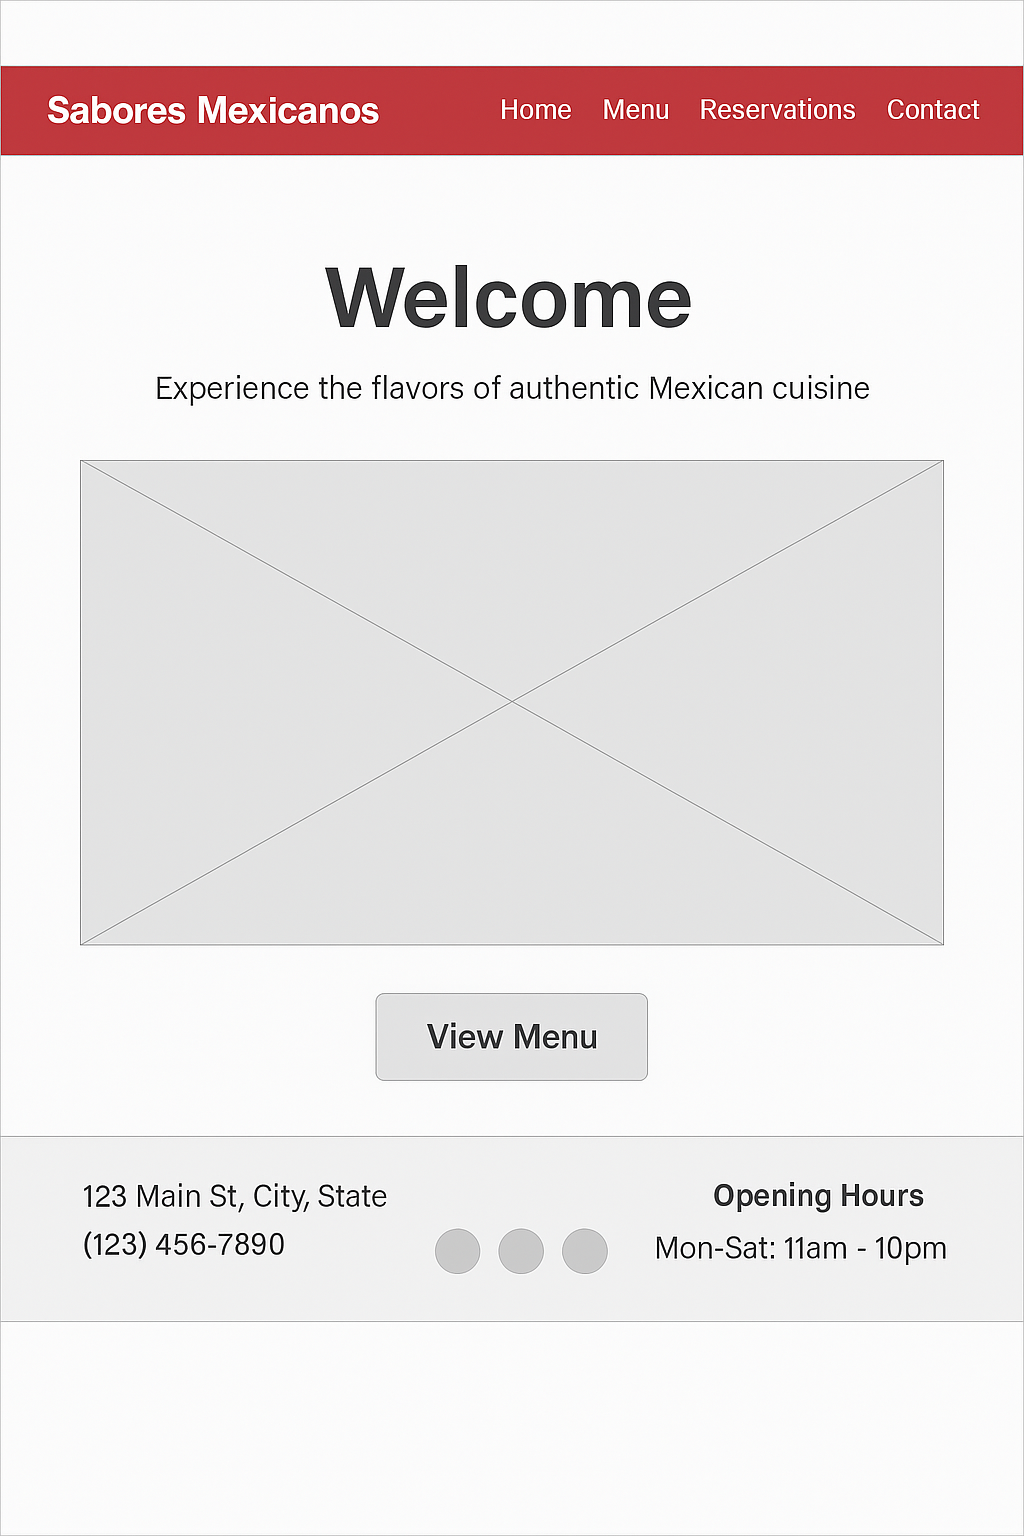 Sabores Mexicanos
Home Menu Reservations Contact
Welcome
Experience the flavors of authentic Mexican cuisine
View Menu
123 Main St, City, State
(123) 456-7890
Opening Hours
Mon-Sat: 11am - 10pm